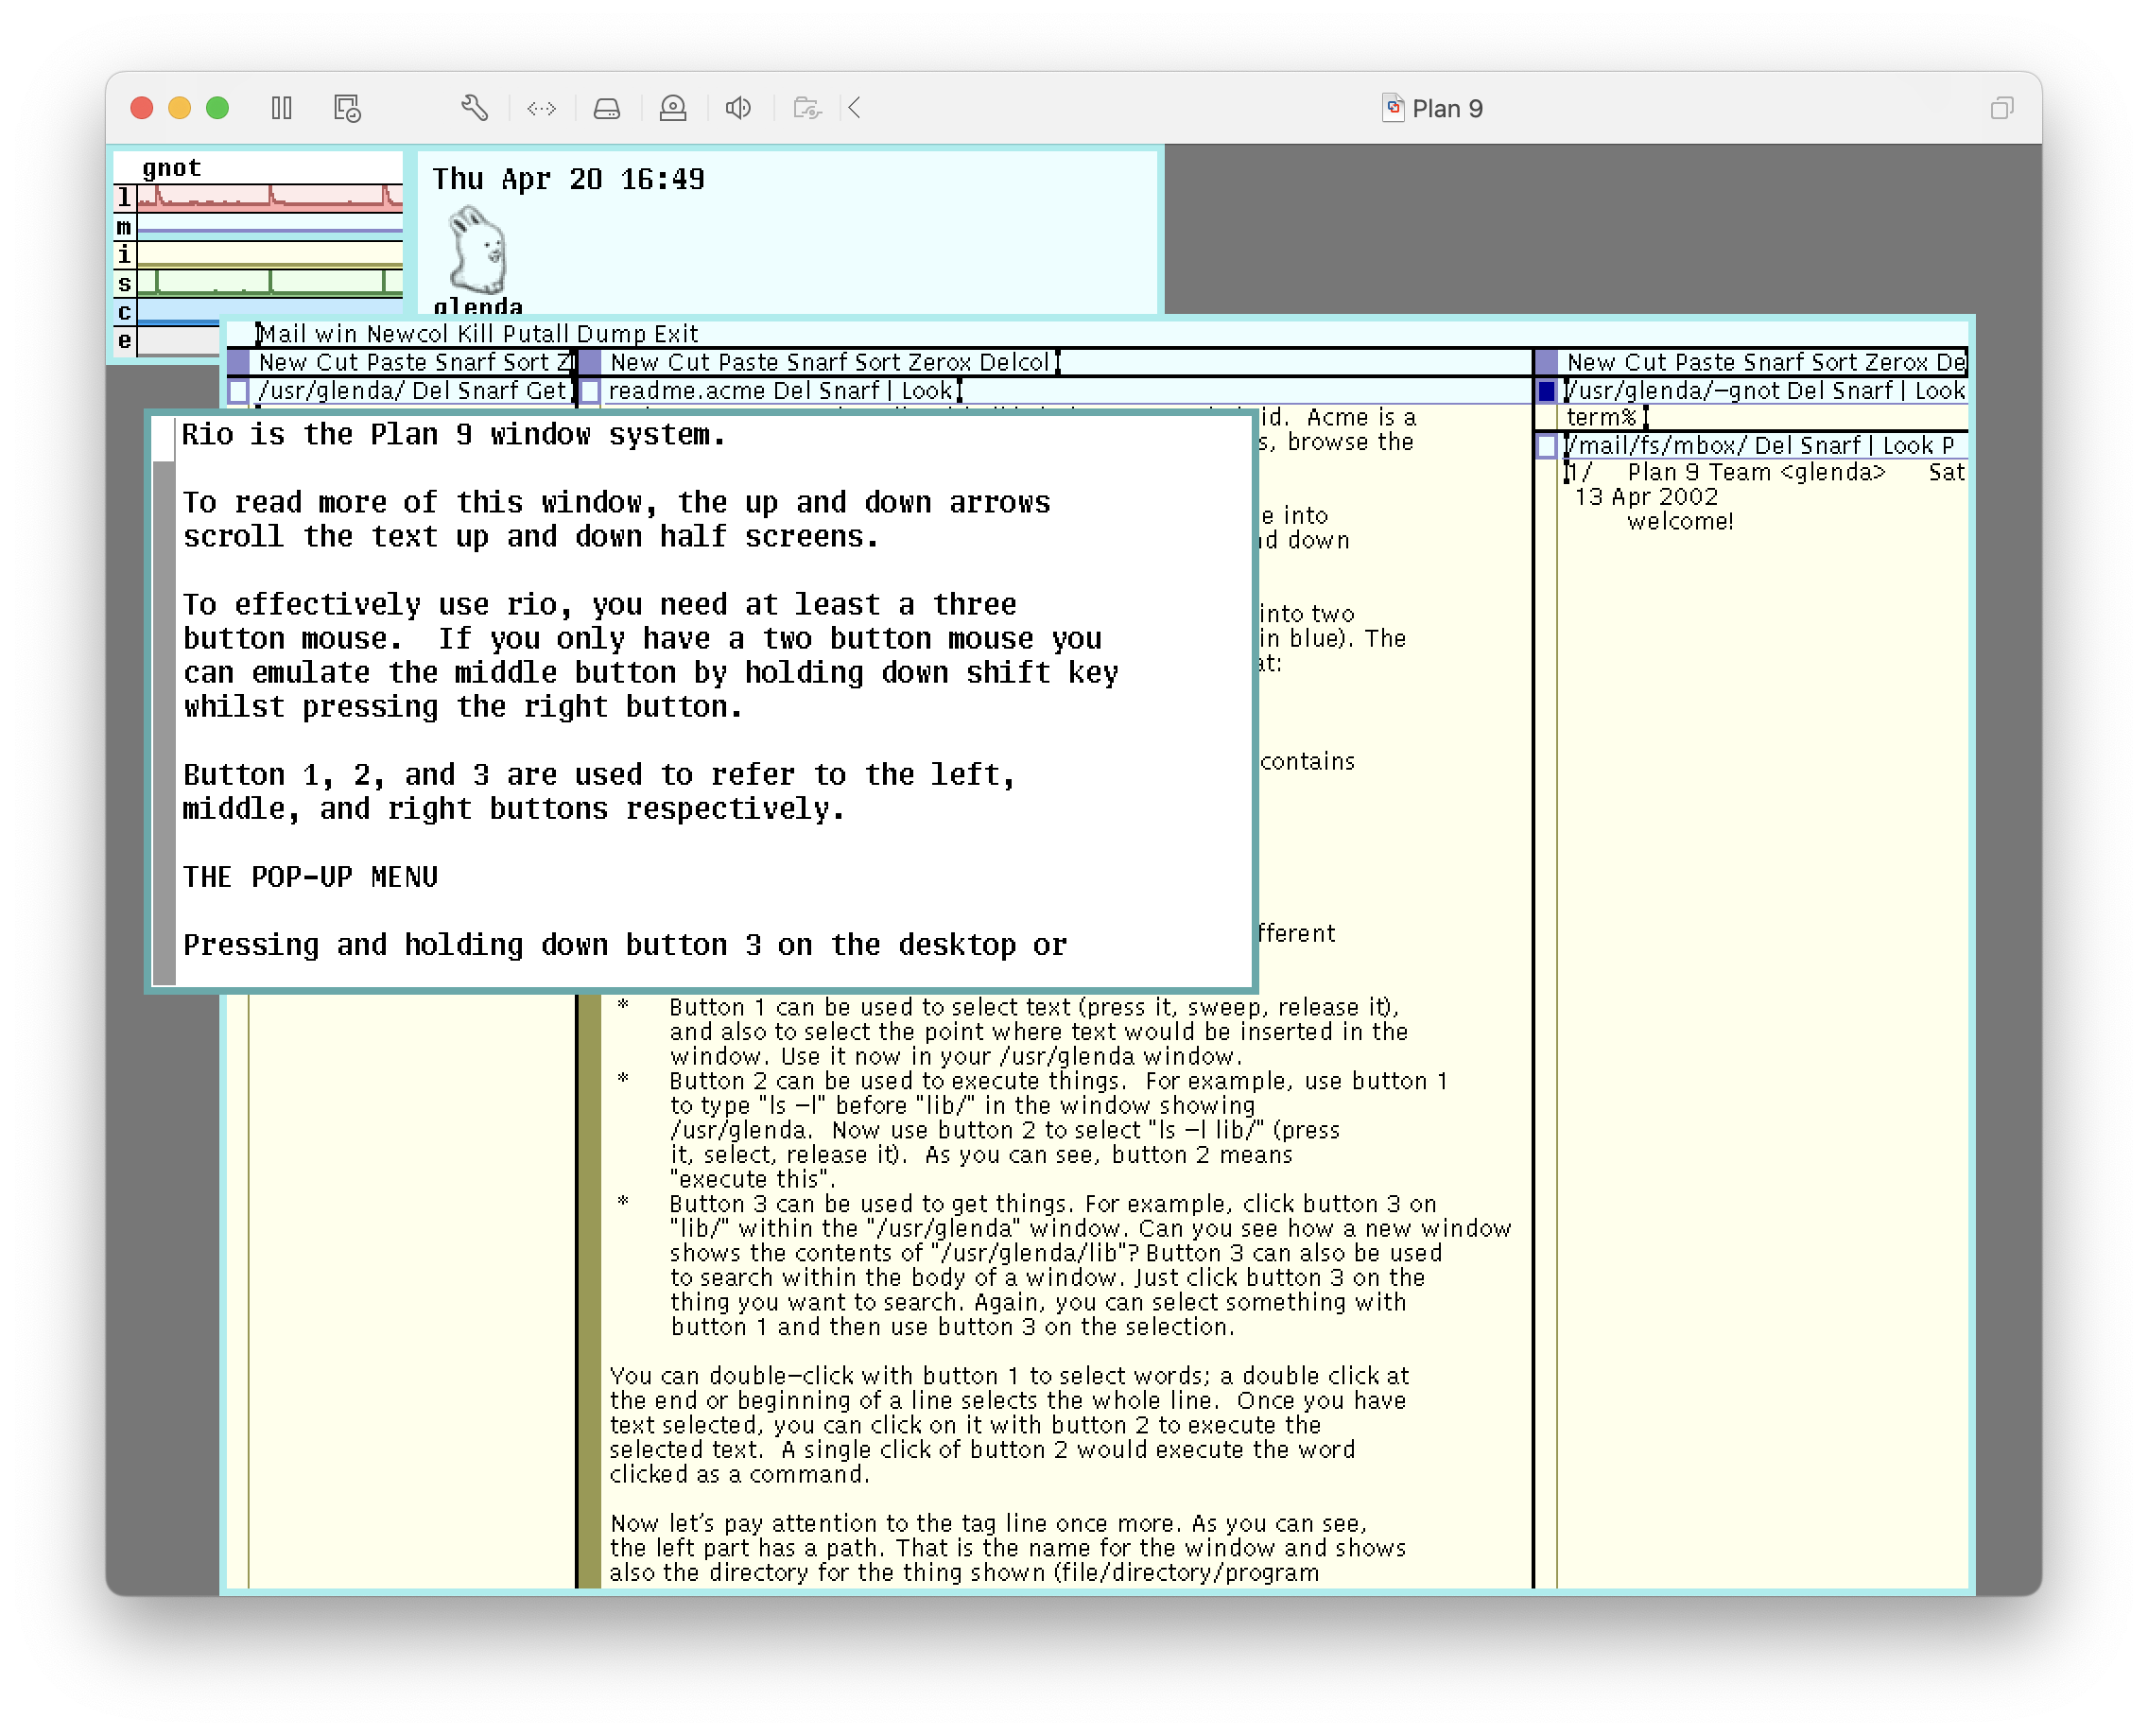 Plan 9
gnot
l
m
i
s
c
e
Thu Apr 20 16:49
glenda
Mail win Newcol Kill Putall Dump Exit
New Cut Paste Snarf Sort Z
/usr/glenda/ Del Snarf Get
New Cut Paste Snarf Sort Zerox Delcol
readme.acme Del Snarf | Look
New Cut Paste Snarf Sort Zerox De
/usr/glenda/-gnot Del Snarf | Look
term%
/mail/fs/mbox/ Del Snarf | Look P
1/ Plan 9 Team <glenda> Sat
13 Apr 2002
welcome!
Rio is the Plan 9 window system.
To read more of this window, the up and down arrows
scroll the text up and down half screens.
To effectively use rio, you need at least a three
button mouse. If you only have a two button mouse you
can emulate the middle button by holding down shift key
whilst pressing the right button.
Button 1, 2, and 3 are used to refer to the left,
middle, and right buttons respectively.
THE POP-UP MENU
Pressing and holding down button 3 on the desktop or
id. Acme is a
s, browse the
e into
d down
into two
in blue). The
at:
contains
fferent
* Button 1 can be used to select text (press it, sweep, release it),
and also to select the point where text would be inserted in the
window. Use it now in your /usr/glenda window.
* Button 2 can be used to execute things. For example, use button 1
to type "ls -l" before "lib/" in the window showing
/usr/glenda. Now use button 2 to select "ls -l lib/" (press
it, select, release it). As you can see, button 2 means
"execute this".
* Button 3 can be used to get things. For example, click button 3 on
"lib/" within the "/usr/glenda" window. Can you see how a new window
shows the contents of "/usr/glenda/lib"? Button 3 can also be used
to search within the body of a window. Just click button 3 on the
thing you want to search. Again, you can select something with
button 1 and then use button 3 on the selection.
You can double-click with button 1 to select words; a double click at
the end or beginning of a line selects the whole line. Once you have
text selected, you can click on it with button 2 to execute the
selected text. A single click of button 2 would execute the word
clicked as a command.
Now let's pay attention to the tag line once more. As you can see,
the left part has a path. That is the name for the window and shows
also the directory for the thing shown (file/directory/program